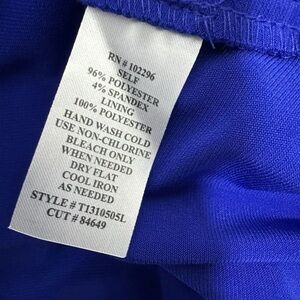 RN # 102296
SELF
96% POLYESTER
4% SPANDEX
LINING
100% POLYESTER
HAND WASH COLD
USE NON-CHLORINE
BLEACH ONLY
WHEN NEEDED
DRY FLAT
COOL IRON
AS NEEDED
STYLE # T1310505L
CUT # 84649